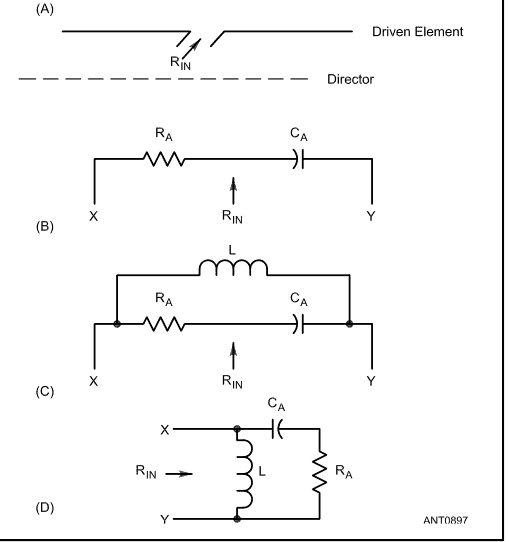 (A)
Driven Element
RIN
Director
RA CA
X RIN Y
(B)
L
RA CA
X RIN Y
(C)
CA
X
RIN L RA
(D)
Y
ANT0897